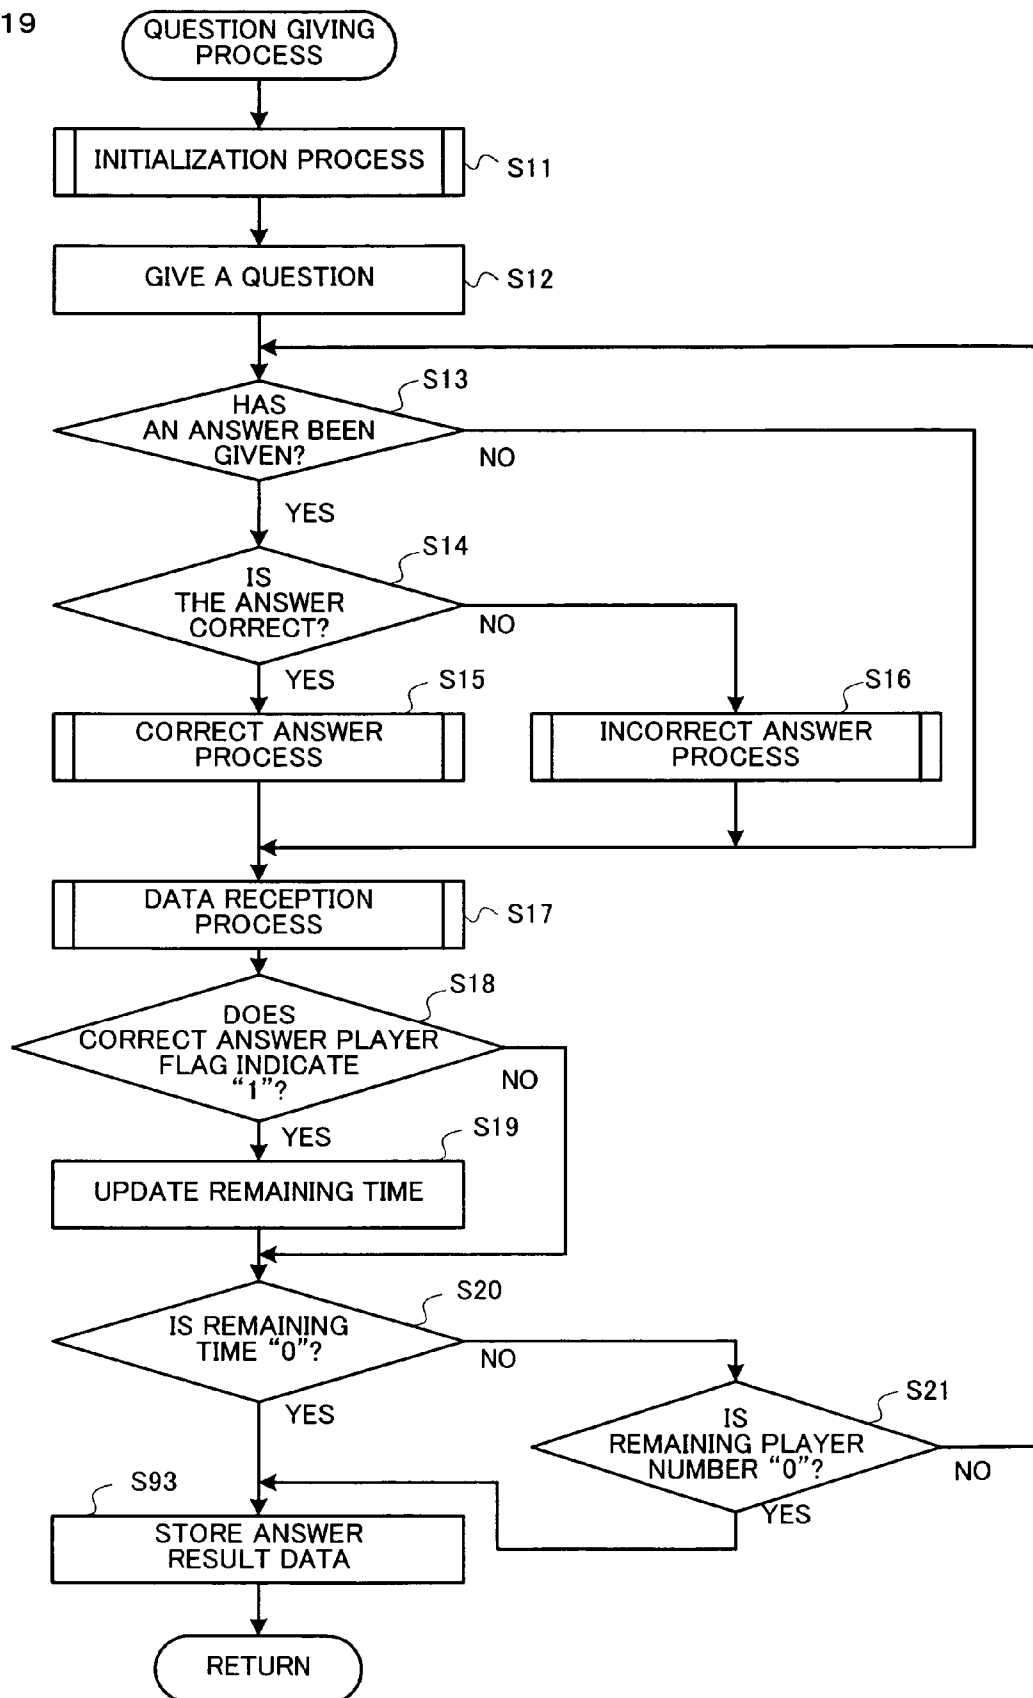 19
QUESTION GIVING
PROCESS
INITIALIZATION PROCESS
S11
GIVE A QUESTION
S12
S13
HAS
AN ANSWER BEEN
GIVEN?
NO
YES
S14
IS
THE ANSWER
CORRECT?
NO
YES
S15
S16
CORRECT ANSWER
PROCESS
INCORRECT ANSWER
PROCESS
DATA RECEPTION
PROCESS
S17
S18
DOES
CORRECT ANSWER PLAYER
FLAG INDICATE
“1”?
NO
YES
S19
UPDATE REMAINING TIME
S20
IS REMAINING
TIME “0”?
NO
YES
S21
IS
REMAINING PLAYER
NUMBER “0”?
NO
YES
S93
STORE ANSWER
RESULT DATA
RETURN